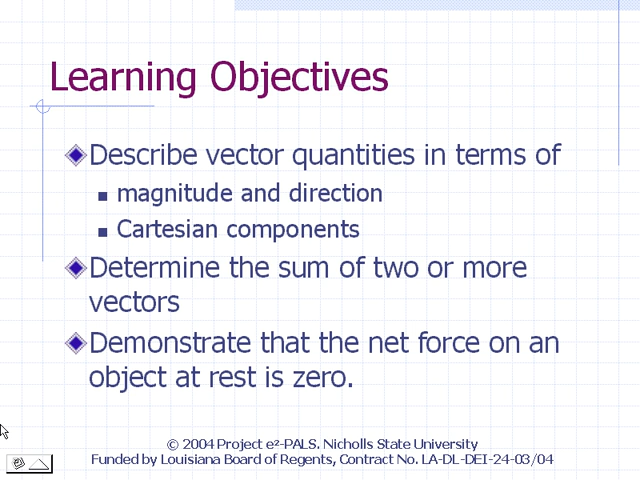 Learning Objectives
Describe vector quantities in terms of
magnitude and direction
Cartesian components
Determine the sum of two or more
vectors
Demonstrate that the net force on an
object at rest is zero.
© 2004 Project e²-PALS. Nicholls State University
Funded by Louisiana Board of Regents, Contract No. LA-DL-DEI-24-03/04